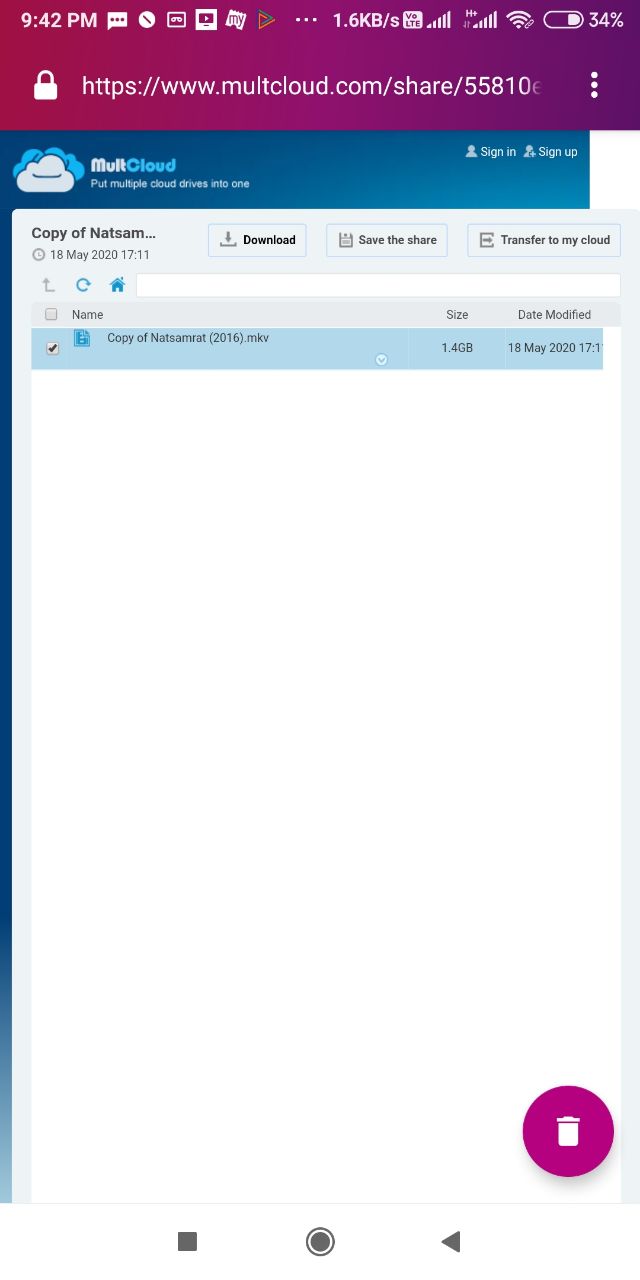 9:42 PM my ... 1.6KB/s Vo LTE H+ 34%
https://www.multcloud.com/share/55810e
MultCloud
Put multiple cloud drives into one
Sign in Sign up
Copy of Natsam...
18 May 2020 17:11
Download Save the share Transfer to my cloud
Name Size Date Modified
Copy of Natsamrat (2016).mkv 1.4GB 18 May 2020 17:1